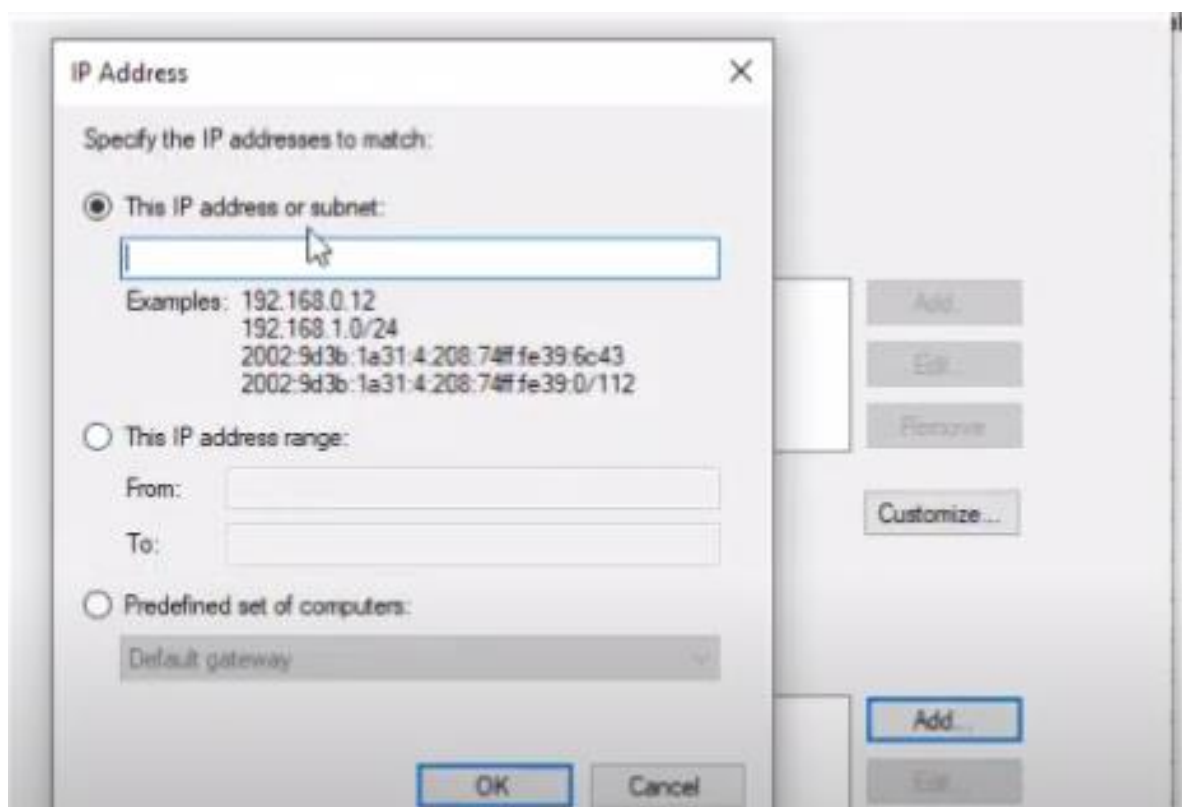 IP Address
Specify the IP addresses to match:
This IP address or subnet:
Examples: 192.168.0.12
192.168.1.0/24
2002:9d3b:1a31:4:208:74ff:fe39:6c43
2002:9d3b:1a31:4:208:74ff:fe39:0/112
This IP address range:
From:
To:
Predefined set of computers:
Default gateway
OK Cancel
Add...
Edit...
Remove
Customize...
Add...
Edit...